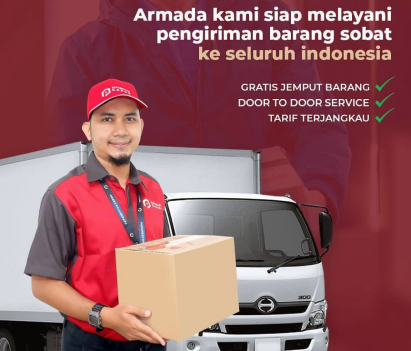 Armada kami siap melayani
pengiriman barang sobat
ke seluruh indonesia
GRATIS JEMPUT BARANG
DOOR TO DOOR SERVICE
TARIF TERJANGKAU
300